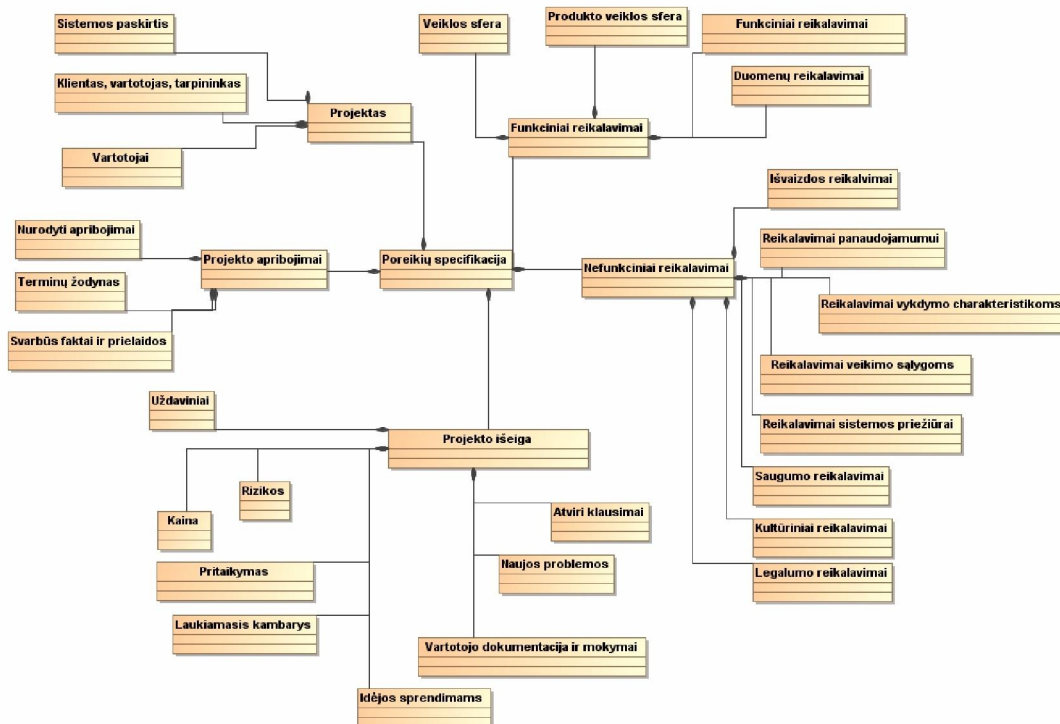 Sistemos paskirtis
Klientas, vartotojas, tarpininkas
Vartotojai
Projektas
Veiklos sfera
Produkto veiklos sfera
Funkciniai reikalavimai
Duomenų reikalavimai
Funkciniai reikalavimai
Nurodyti apribojimai
Terminų žodynas
Svarbūs faktai ir prielaidos
Projekto apribojimai
Poreikių specifikacija
Nefunkciniai reikalavimai
Išvaizdos reikalvimai
Reikalavimai panaudojamumui
Reikalavimai vykdymo charakteristikoms
Reikalavimai veikimo sąlygoms
Reikalavimai sistemos priežiūrai
Saugumo reikalavimai
Kultūriniai reikalavimai
Legalumo reikalavimai
Uždaviniai
Projekto išeiga
Rizikos
Kaina
Pritaikymas
Laukiamasis kambarys
Idėjos sprendimams
Atviri klausimai
Naujos problemos
Vartotojo dokumentacija ir mokymai